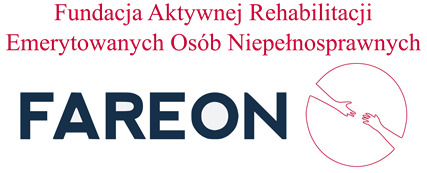 Fundacja Aktywnej Rehabilitacji
Emerytowanych Osób Niepełnosprawnych
FAREON